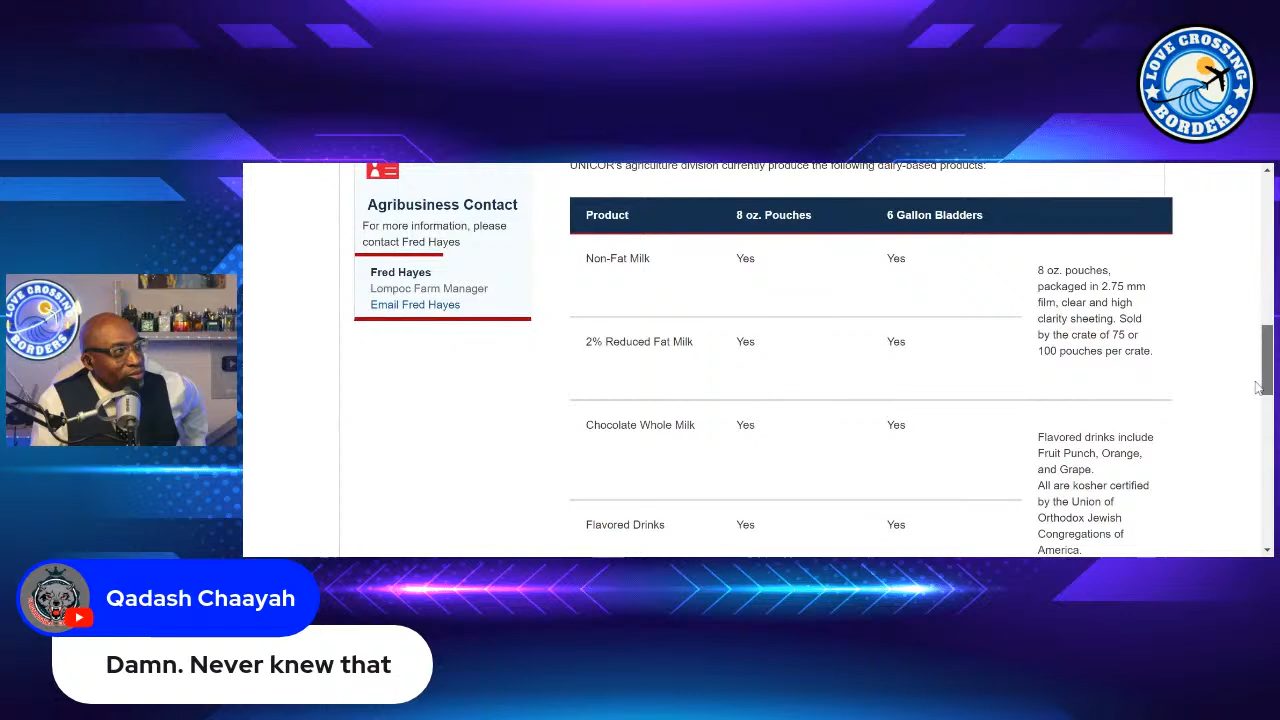 LOVE CROSSING
BORDERS
UNICOR's agriculture division currently produce the following dairy-based products:
Agribusiness Contact
For more information, please
contact Fred Hayes
Fred Hayes
Lompoc Farm Manager
Email Fred Hayes
Product 8 oz. Pouches 6 Gallon Bladders
Non-Fat Milk Yes Yes
8 oz. pouches,
packaged in 2.75 mm
film, clear and high
clarity sheeting. Sold
by the crate of 75 or
100 pouches per crate.
2% Reduced Fat Milk Yes Yes
Chocolate Whole Milk Yes Yes
Flavored drinks include
Fruit Punch, Orange,
and Grape.
All are kosher certified
by the Union of
Orthodox Jewish
Congregations of
America.
Flavored Drinks Yes Yes
LOVE CROSSING
BORDERS
Qadash Chaayah
Damn. Never knew that